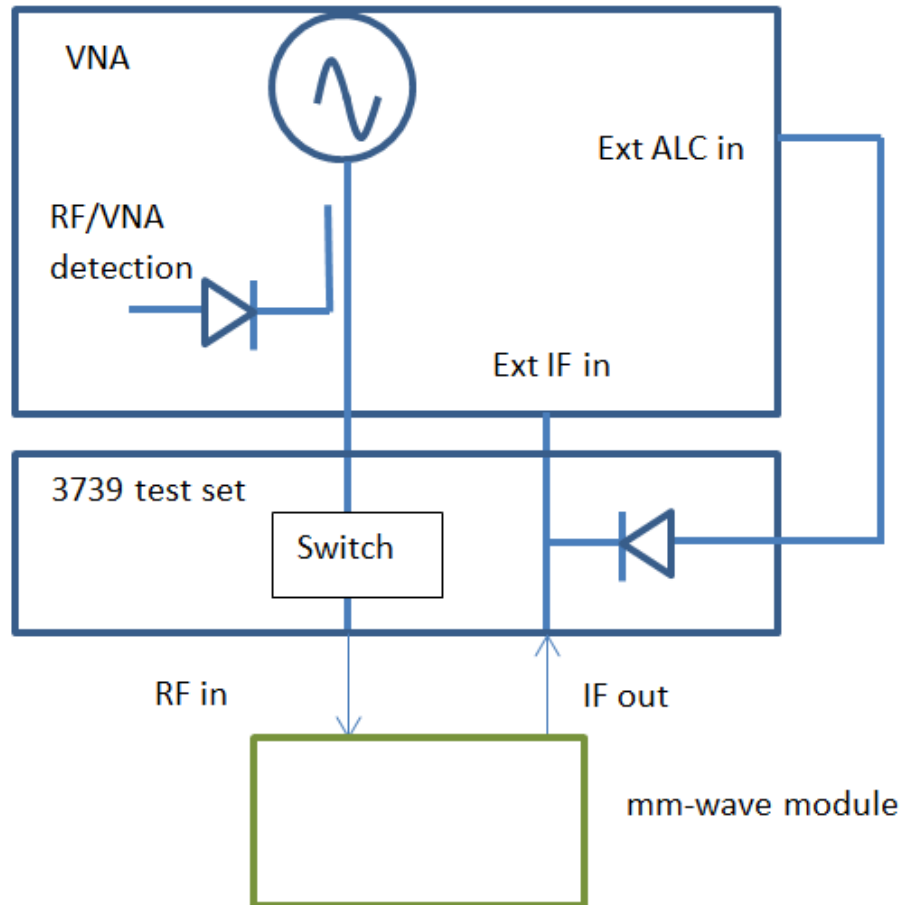 VNA
Ext ALC in
RF/VNA
detection
Ext IF in
3739 test set
Switch
RF in
IF out
mm-wave module